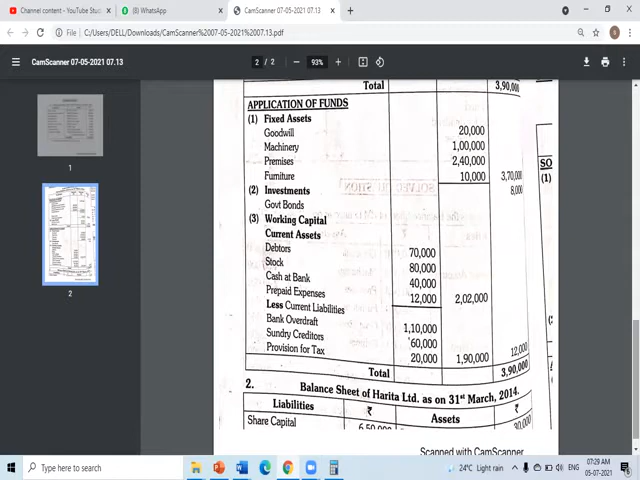 Channel content - YouTube Stud
WhatsApp
CamScanner 07-05-2021 07.13
File | C:/Users/DELL/Downloads/CamScanner%2007-05-2021%2007.13.pdf
CamScanner 07-05-2021 07.13
2 / 2
93%
1
2
Total 3,90,000
APPLICATION OF FUNDS
(1) Fixed Assets
Goodwill 20,000
Machinery 1,00,000
Premises 2,40,000
Furniture 10,000 3,70,000
(2) Investments 8,000
Govt Bonds
(3) Working Capital
Current Assets
Debtors 70,000
Stock 80,000
Cash at Bank 40,000
Prepaid Expenses 12,000 2,02,000
Less Current Liabilities
Bank Overdraft 1,10,000
Sundry Creditors 60,000
Provision for Tax 20,000 1,90,000 12,000
Total 3,90,000
2. Balance Sheet of Harita Ltd. as on 31st March, 2014.
Liabilities ₹ Assets ₹
Share Capital 6,50,000
SO
(1)
Scanned with CamScanner
Type here to search
24°C Light rain
ENG
07:29 AM
05-07-2021